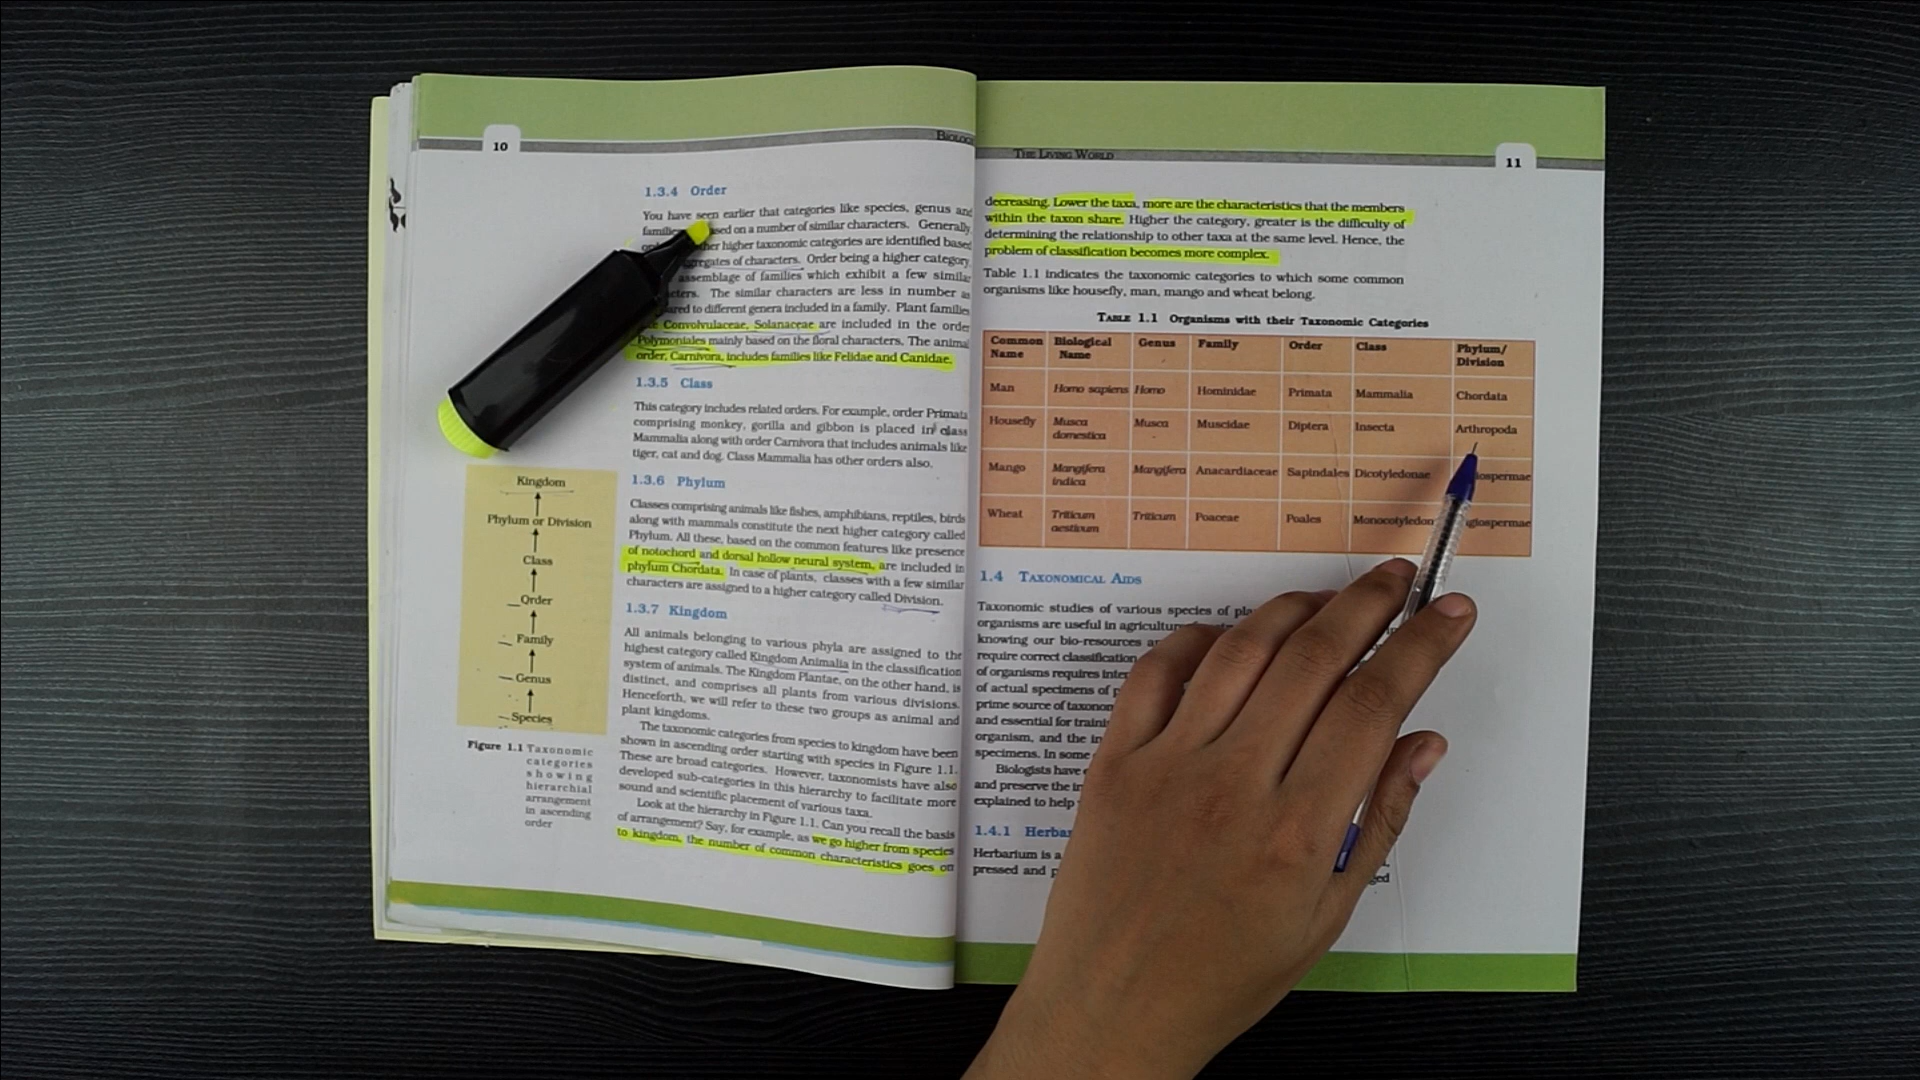 10
BIOLOG
1.3.4 Order
You have seen earlier that categories like species, genus and
sed on a number of similar characters. Generally,
her higher taxonomic categories are identified based
ggregates of characters. Order being a higher category,
assemblage of families which exhibit a few similar
cters. The similar characters are less in number as
ared to different genera included in a family. Plant families
Convolvulaceae, Solanaceae are included in the order
Polymoniales mainly based on the floral characters. The animal
order, Carnivora, includes families like Felidae and Canidae.
1.3.5 Class
This category includes related orders. For example, order Primata
comprising monkey, gorilla and gibbon is placed in class
Mammalia along with order Carnivora that includes animals like
tiger, cat and dog. Class Mammalia has other orders also.
1.3.6 Phylum
Classes comprising animals like fishes, amphibians, reptiles, birds
along with mammals constitute the next higher category called
Phylum. All these, based on the common features like presence
of notochord and dorsal hollow neural system, are included in
phylum Chordata. In case of plants, classes with a few similar
characters are assigned to a higher category called Division.
1.3.7 Kingdom
All animals belonging to various phyla are assigned to the
highest category called Kingdom Animalia in the classification
system of animals. The Kingdom Plantae, on the other hand, is
distinct, and comprises all plants from various divisions.
Henceforth, we will refer to these two groups as animal and
plant kingdoms.
The taxonomic categories from species to kingdom have been
shown in ascending order starting with species in Figure 1.1.
These are broad categories. However, taxonomists have also
developed sub-categories in this hierarchy to facilitate more
sound and scientific placement of various taxa.
Look at the hierarchy in Figure 1.1. Can you recall the basis
of arrangement? Say, for example, as we go higher from species
to kingdom, the number of common characteristics goes on
Kingdom
Phylum or Division
Class
Order
Family
Genus
Species
Figure 1.1 Taxonomic
categories
showing
hierarchial
arrangement
in ascending
order
THE LIVING WORLD
11
decreasing. Lower the taxa, more are the characteristics that the members
within the taxon share. Higher the category, greater is the difficulty of
determining the relationship to other taxa at the same level. Hence, the
problem of classification becomes more complex.
Table 1.1 indicates the taxonomic categories to which some common
organisms like housefly, man, mango and wheat belong.
TABLE 1.1 Organisms with their Taxonomic Categories
Common Name Biological Name Genus Family Order Class Phylum/ Division
Man Homo sapiens Homo Hominidae Primata Mammalia Chordata
Housefly Musca domestica Musca Muscidae Diptera Insecta Arthropoda
Mango Mangifera indica Mangifera Anacardiaceae Sapindales Dicotyledonae iospermae
Wheat Triticum aestivum Triticum Poaceae Poales Monocotyledon giospermae
1.4 TAXONOMICAL AIDS
Taxonomic studies of various species of pla
organisms are useful in agricultur
knowing our bio-resources a
require correct classification
of organisms requires inte
of actual specimens of p
prime source of taxonom
and essential for traini
organism, and the in
specimens. In some
Biologists have
and preserve the in
explained to help
1.4.1 Herba
Herbarium is a
pressed and p ged